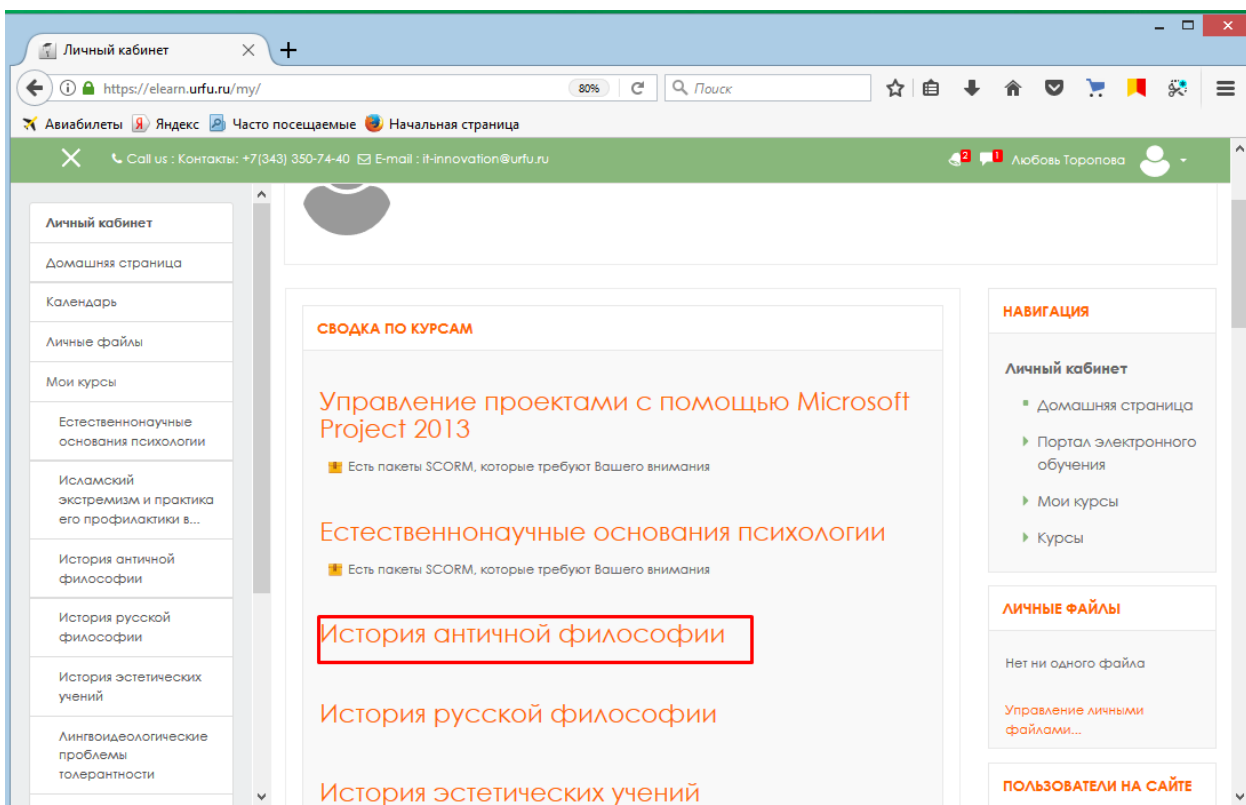 Личный кабинет
https://elearn.urfu.ru/my/
80%
Поиск
Авиабилеты Яндекс Часто посещаемые Начальная страница
Call us : Контакты: +7(343) 350-74-40 E-mail : it-innovation@urfu.ru
2 1 Любовь Торопова
Личный кабинет
Домашняя страница
Календарь
Личные файлы
Мои курсы
Естественнонаучные
основания психологии
Исламский
экстремизм и практика
его профилактики в...
История античной
философии
История русской
философии
История эстетических
учений
Лингвоидеологические
проблемы
толерантности
СВОДКА ПО КУРСАМ
Управление проектами с помощью Microsoft
Project 2013
Есть пакеты SCORM, которые требуют Вашего внимания
Естественнонаучные основания психологии
Есть пакеты SCORM, которые требуют Вашего внимания
История античной философии
История русской философии
История эстетических учений
НАВИГАЦИЯ
Личный кабинет
Домашняя страница
Портал электронного
обучения
Мои курсы
Курсы
ЛИЧНЫЕ ФАЙЛЫ
Нет ни одного файла
Управление личными
файлами...
ПОЛЬЗОВАТЕЛИ НА САЙТЕ